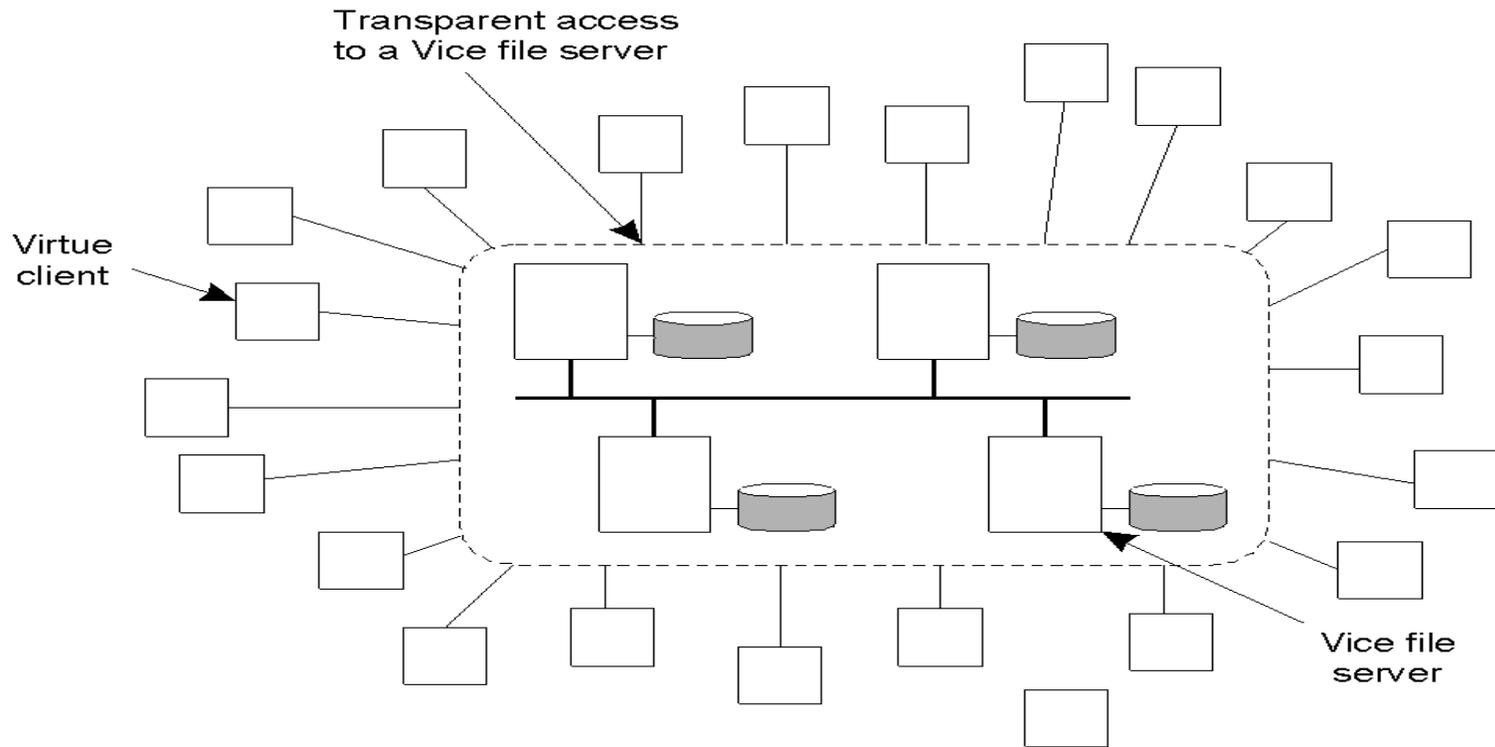 Transparent access
to a Vice file server
Virtue
client
Vice file
server